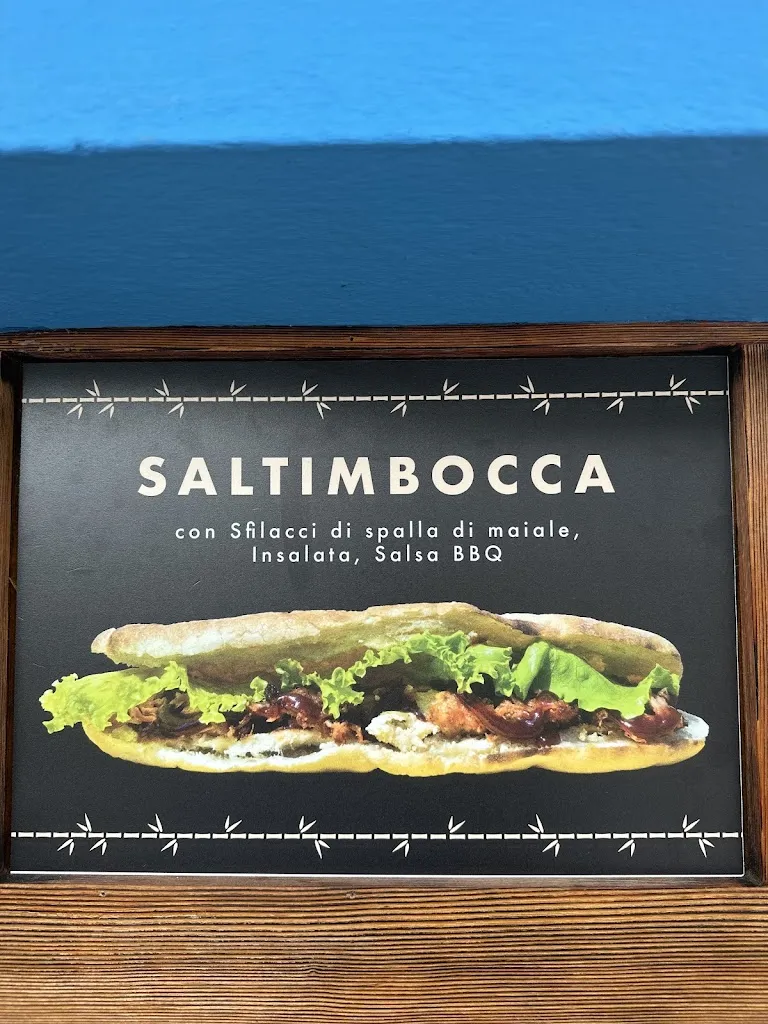 SALTIMBOCCA
con Sfilacci di spalla di maiale,
Insalata, Salsa BBQ